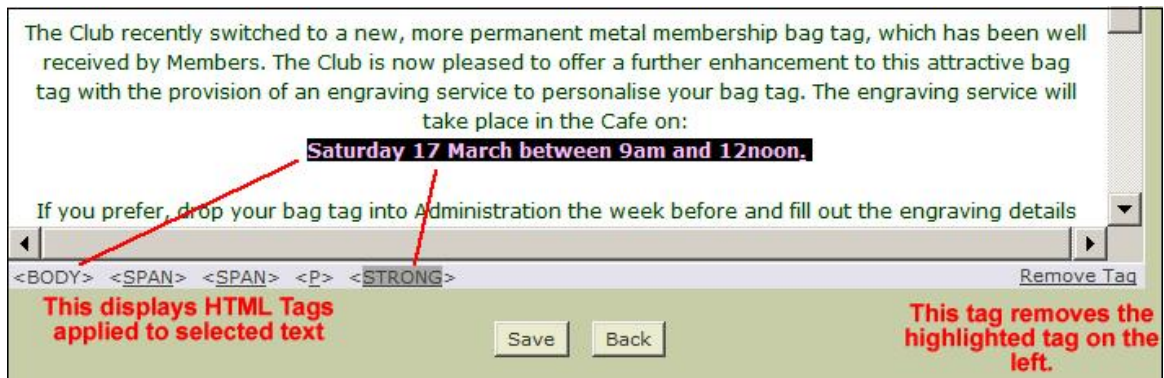 The Club recently switched to a new, more permanent metal membership bag tag, which has been well
received by Members. The Club is now pleased to offer a further enhancement to this attractive bag
tag with the provision of an engraving service to personalise your bag tag. The engraving service will
take place in the Cafe on:
Saturday 17 March between 9am and 12noon.
If you prefer, drop your bag tag into Administration the week before and fill out the engraving details
<BODY> <SPAN> <SPAN> <P> <STRONG> Remove Tag
This displays HTML Tags
applied to selected text
Save Back
This tag removes the
highlighted tag on the
left.